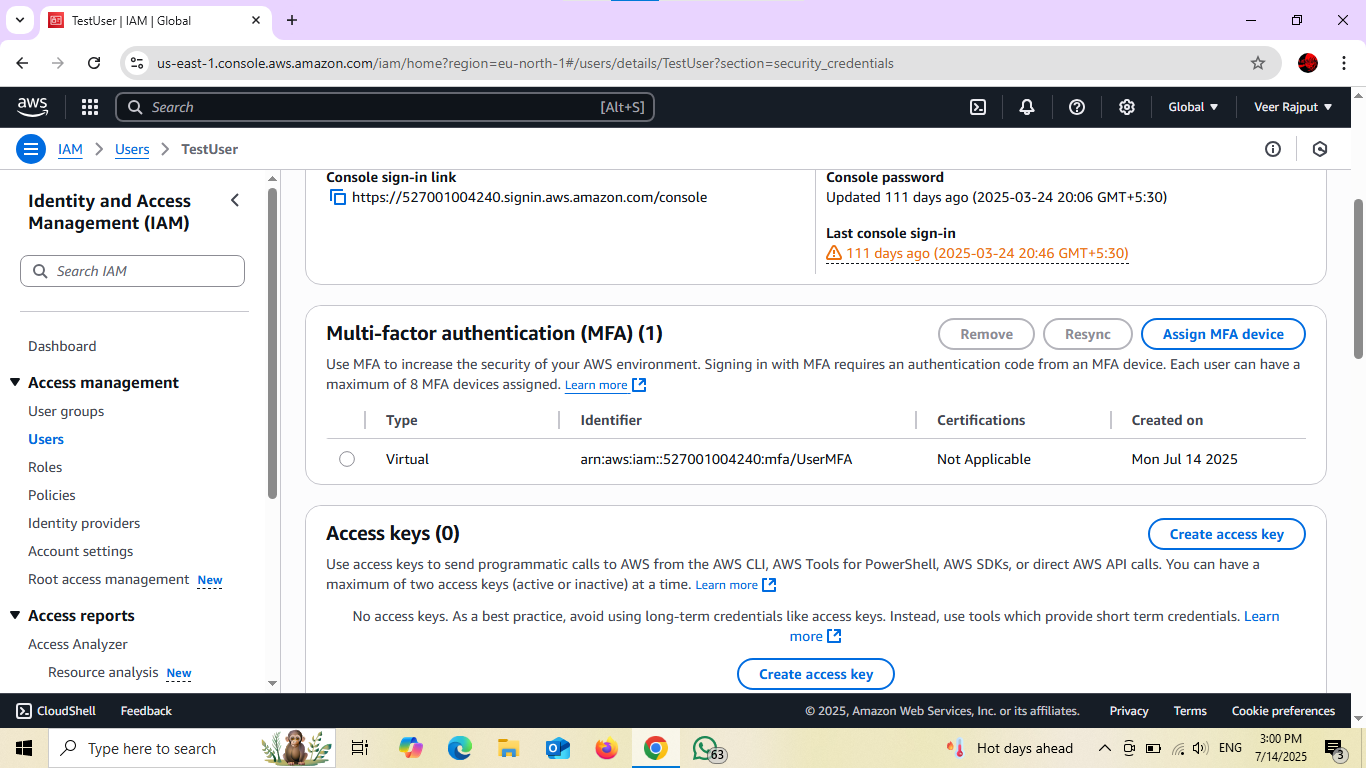 TestUser | IAM | Global
us-east-1.console.aws.amazon.com/iam/home?region=eu-north-1#/users/details/TestUser?section=security_credentials
aws
Search
[Alt+S]
Global
Veer Rajput
IAM
Users
TestUser
Identity and Access
Management (IAM)
Search IAM
Dashboard
Access management
User groups
Users
Roles
Policies
Identity providers
Account settings
Root access management New
Access reports
Access Analyzer
Resource analysis New
Console sign-in link
https://527001004240.signin.aws.amazon.com/console
Console password
Updated 111 days ago (2025-03-24 20:06 GMT+5:30)
Last console sign-in
111 days ago (2025-03-24 20:46 GMT+5:30)
Multi-factor authentication (MFA) (1)
Remove
Resync
Assign MFA device
Use MFA to increase the security of your AWS environment. Signing in with MFA requires an authentication code from an MFA device. Each user can have a
maximum of 8 MFA devices assigned. Learn more
Type
Identifier
Certifications
Created on
Virtual
arn:aws:iam::527001004240:mfa/UserMFA
Not Applicable
Mon Jul 14 2025
Access keys (0)
Create access key
Use access keys to send programmatic calls to AWS from the AWS CLI, AWS Tools for PowerShell, AWS SDKs, or direct AWS API calls. You can have a
maximum of two access keys (active or inactive) at a time. Learn more
No access keys. As a best practice, avoid using long-term credentials like access keys. Instead, use tools which provide short term credentials. Learn
more
Create access key
CloudShell
Feedback
© 2025, Amazon Web Services, Inc. or its affiliates.
Privacy
Terms
Cookie preferences
Type here to search
63
Hot days ahead
ENG
3:00 PM
7/14/2025
3